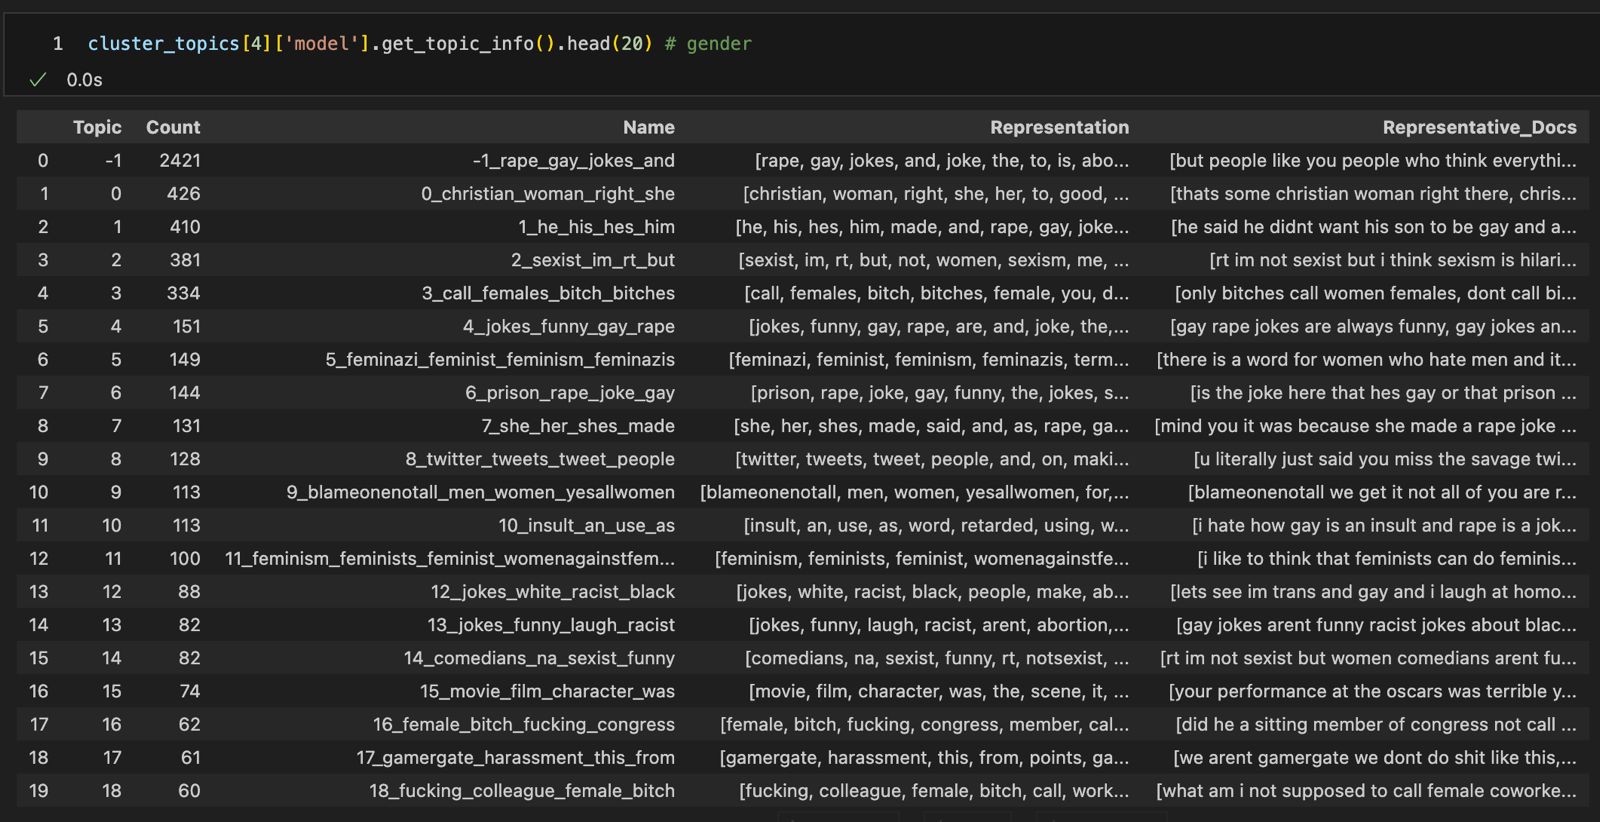 1 cluster_topics[4]['model'].get_topic_info().head(20) # gender
0.0s
Topic Count Name Representation Representative_Docs
0 -1 2421 -1_rape_gay_jokes_and [rape, gay, jokes, and, joke, the, to, is, abo... [but people like you people who think everythi...
1 0 426 0_christian_woman_right_she [christian, woman, right, she, her, to, good, ... [thats some christian woman right there, chris...
2 1 410 1_he_his_hes_him [he, his, hes, him, made, and, rape, gay, joke... [he said he didnt want his son to be gay and a...
3 2 381 2_sexist_im_rt_but [sexist, im, rt, but, not, women, sexism, me, ... [rt im not sexist but i think sexism is hilari...
4 3 334 3_call_females_bitch_bitches [call, females, bitch, bitches, female, you, d... [only bitches call women females, dont call bi...
5 4 151 4_jokes_funny_gay_rape [jokes, funny, gay, rape, are, and, joke, the,... [gay rape jokes are always funny, gay jokes an...
6 5 149 5_feminazi_feminist_feminism_feminazis [feminazi, feminist, feminism, feminazis, term... [there is a word for women who hate men and it...
7 6 144 6_prison_rape_joke_gay [prison, rape, joke, gay, funny, the, jokes, s... [is the joke here that hes gay or that prison ...
8 7 131 7_she_her_shes_made [she, her, shes, made, said, and, as, rape, ga... [mind you it was because she made a rape joke ...
9 8 128 8_twitter_tweets_tweet_people [twitter, tweets, tweet, people, and, on, maki... [u literally just said you miss the savage twi...
10 9 113 9_blameonenotall_men_women_yesallwomen [blameonenotall, men, women, yesallwomen, for,... [blameonenotall we get it not all of you are r...
11 10 113 10_insult_an_use_as [insult, an, use, as, word, retarded, using, w... [i hate how gay is an insult and rape is a jok...
12 11 100 11_feminism_feminists_feminist_womenagainstfem... [feminism, feminists, feminist, womenagainstfe... [i like to think that feminists can do feminis...
13 12 88 12_jokes_white_racist_black [jokes, white, racist, black, people, make, ab... [lets see im trans and gay and i laugh at homo...
14 13 82 13_jokes_funny_laugh_racist [jokes, funny, laugh, racist, arent, abortion,... [gay jokes arent funny racist jokes about blac...
15 14 82 14_comedians_na_sexist_funny [comedians, na, sexist, funny, rt, notsexist, ... [rt im not sexist but women comedians arent fu...
16 15 74 15_movie_film_character_was [movie, film, character, was, the, scene, it, ... [your performance at the oscars was terrible y...
17 16 62 16_female_bitch_fucking_congress [female, bitch, fucking, congress, member, cal... [did he a sitting member of congress not call ...
18 17 61 17_gamergate_harassment_this_from [gamergate, harassment, this, from, points, ga... [we arent gamergate we dont do shit like this,...
19 18 60 18_fucking_colleague_female_bitch [fucking, colleague, female, bitch, call, work... [what am i not supposed to call female coworke...